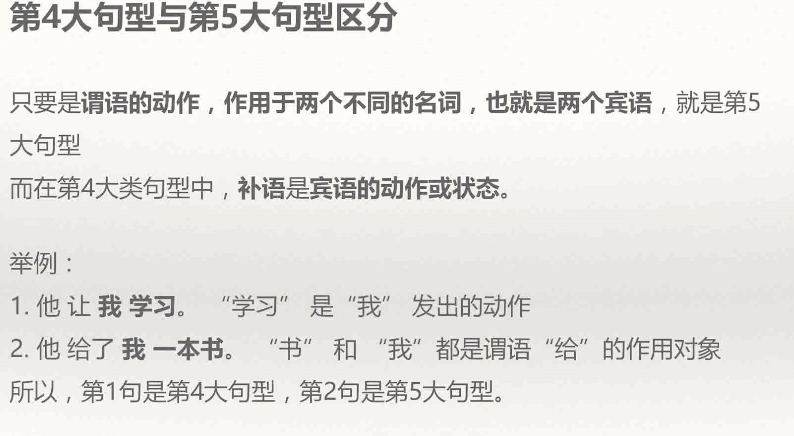 第4大句型与第5大句型区分
只要是谓语的动作，作用于两个不同的名词，也就是两个宾语，就是第5
大句型
而在第4大类句型中，补语是宾语的动作或状态。
举例：
1. 他 让 我 学习。 “学习” 是 “我” 发出的动作
2. 他 给了 我 一本书。 “书” 和 “我” 都是谓语 “给” 的作用对象
所以，第1句是第4大句型，第2句是第5大句型。